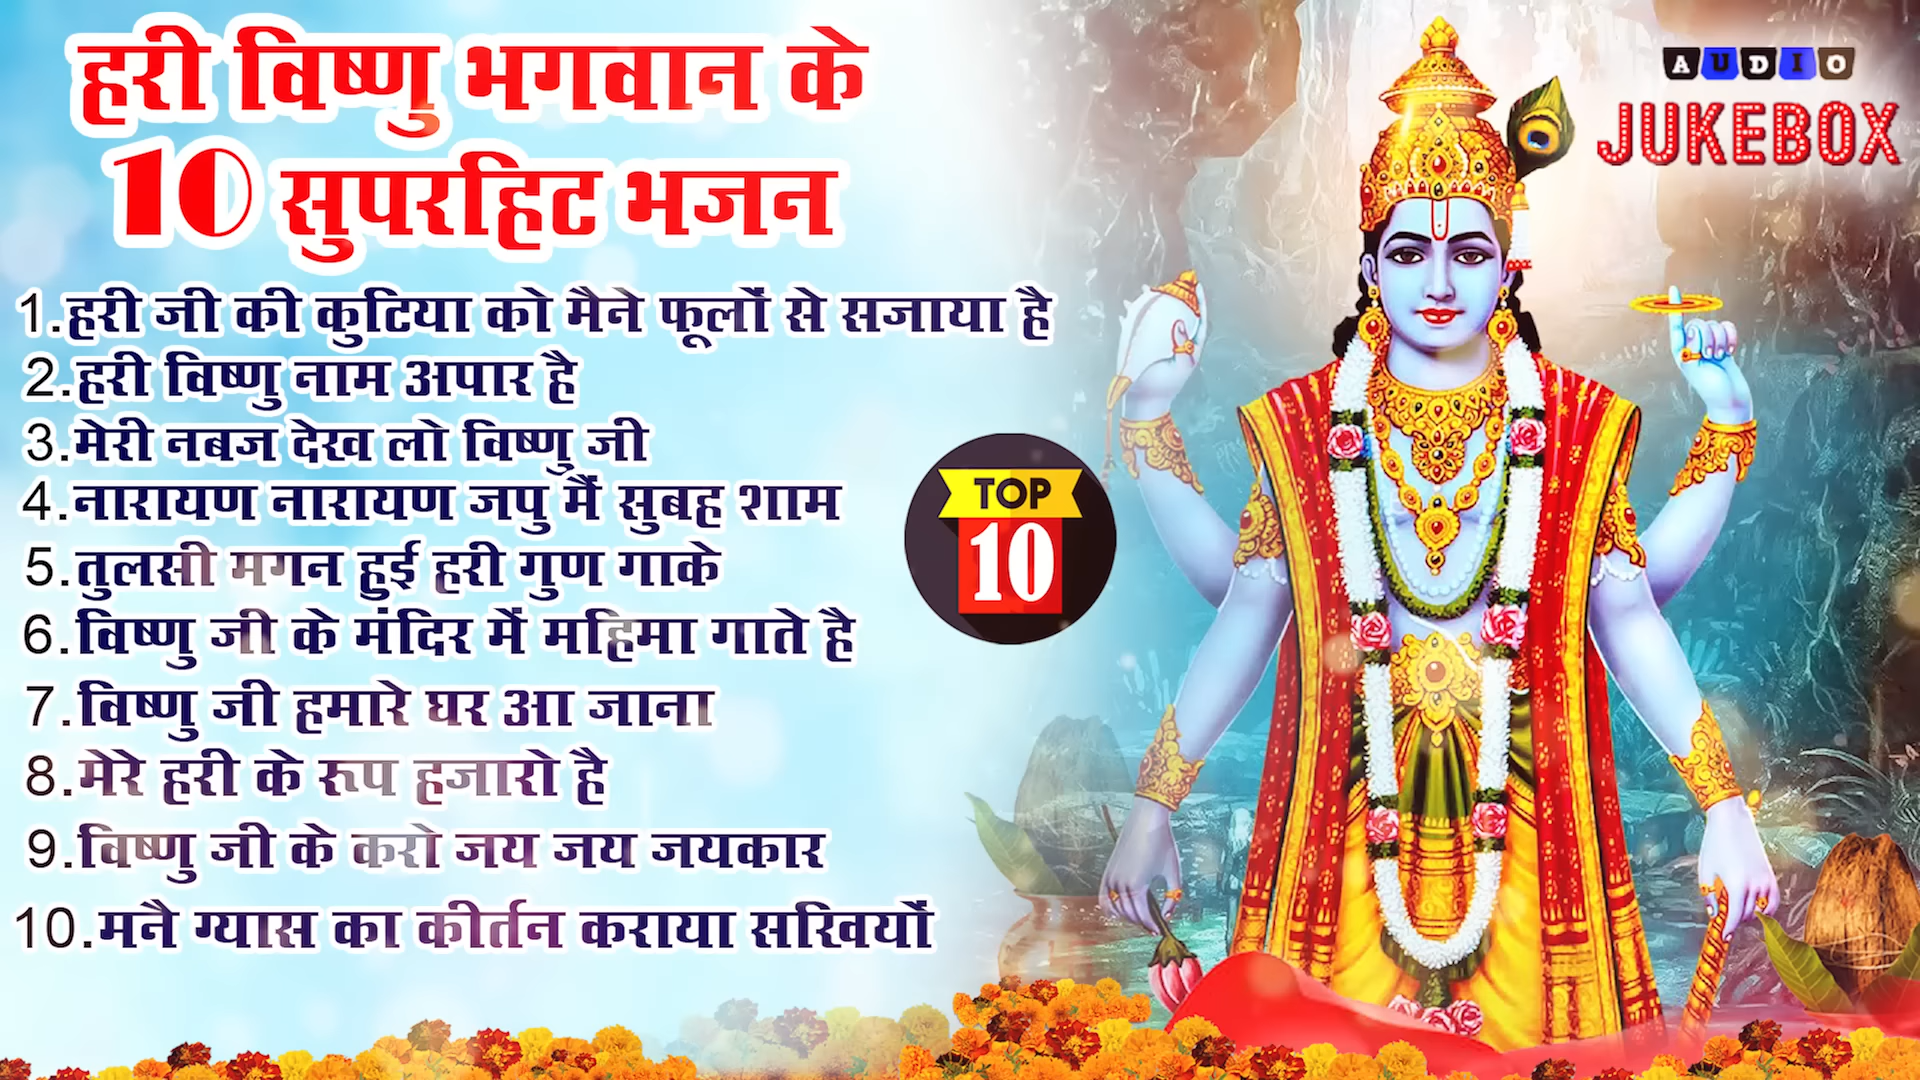 हरी विष्णु भगवान के
10 सुपरहिट भजन
AUDIO
JUKEBOX
1.हरी जी की कुटिया को मैने फूलों से सजाया है
2.हरी विष्णु नाम अपार है
3.मेरी नबज देख लो विष्णु जी
4.नारायण नारायण जपु मैं सुबह शाम
5.तुलसी मगन हुई हरी गुण गाके
6.विष्णु जी के मंदिर में महिमा गाते है
7.विष्णु जी हमारे घर आ जाना
8.मेरे हरी के रूप हजारो है
9.विष्णु जी के करो जय जय जयकार
10.मनै ग्यास का कीर्तन कराया सखियों
TOP
10